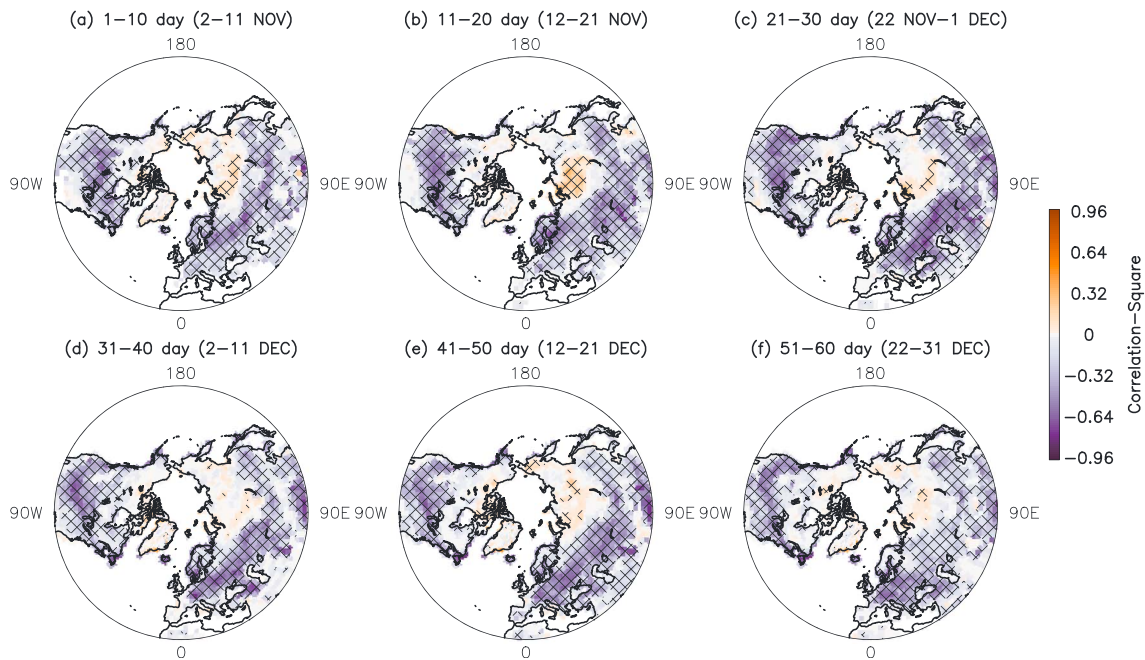 (a) 1−10 day (2−11 NOV)
(b) 11−20 day (12−21 NOV)
(c) 21−30 day (22 NOV−1 DEC)
180
180
180
90W
90E
90W
90E
90W
90E
0
0
0
(d) 31−40 day (2−11 DEC)
(e) 41−50 day (12−21 DEC)
(f) 51−60 day (22−31 DEC)
180
180
180
90W
90E
90W
90E
90W
90E
0
0
0
0.96
0.64
0.32
0
−0.32
−0.64
−0.96
Correlation−Square